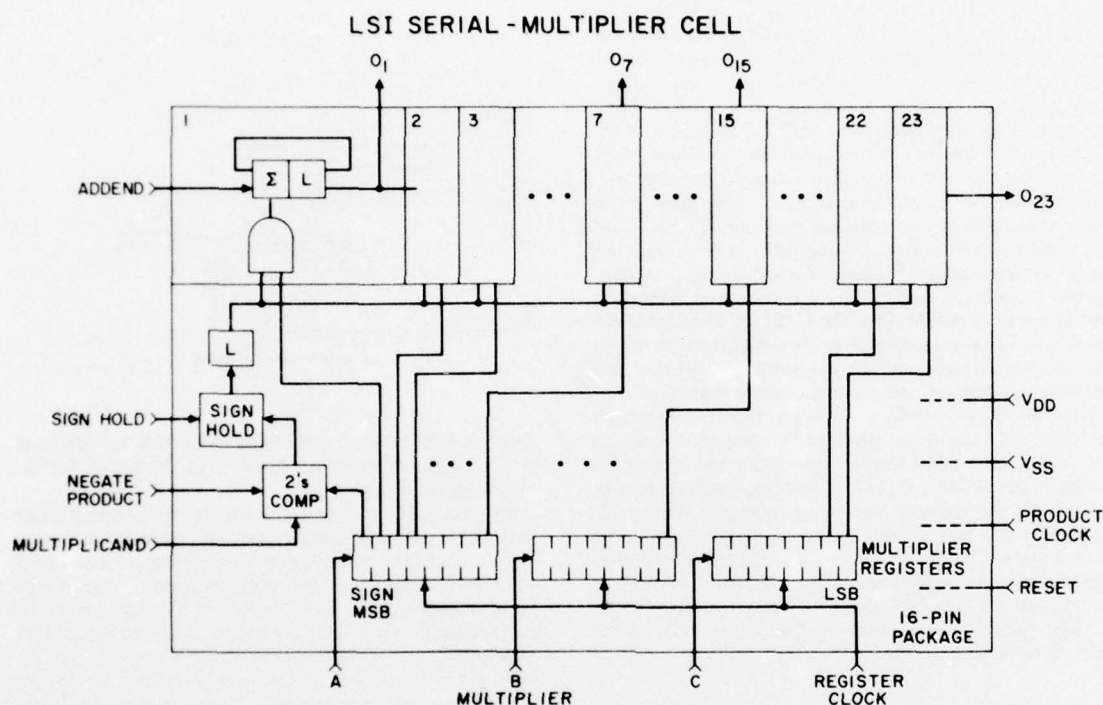 LSI SERIAL-MULTIPLIER CELL
O1 O7 O15
1 2 3 7 15 22 23
ADDEND
Σ L
O23
L
SIGN HOLD
SIGN HOLD
NEGATE PRODUCT
2's COMP
MULTIPLICAND
SIGN MSB
LSB
MULTIPLIER REGISTERS
VDD
VSS
PRODUCT CLOCK
RESET
16-PIN PACKAGE
A B C
MULTIPLIER
REGISTER CLOCK